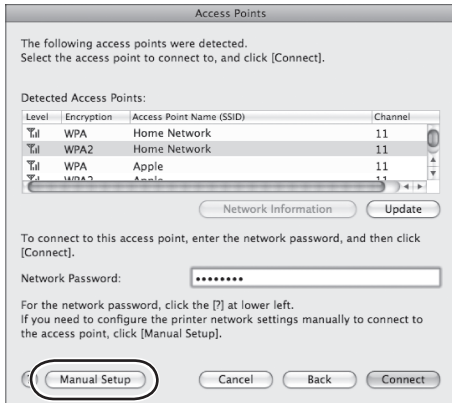 Access Points
The following access points were detected.
Select the access point to connect to, and click [Connect].
Detected Access Points:
Level Encryption Access Point Name (SSID) Channel
WPA Home Network 11
WPA2 Home Network 11
WPA Apple 11
WPA2 Apple 11
Network Information Update
To connect to this access point, enter the network password, and then click
[Connect].
Network Password: ••••••••
For the network password, click the [?] at lower left.
If you need to configure the printer network settings manually to connect to
the access point, click [Manual Setup].
Manual Setup Cancel Back Connect